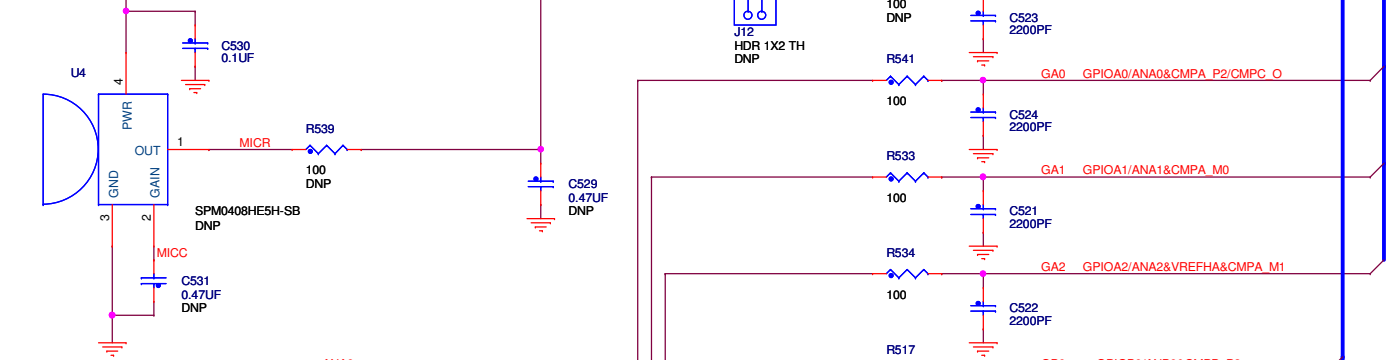 100
DNP
C523
2200PF
J12
HDR 1X2 TH
DNP
C530
0.1UF
U4
4
PWR
OUT
1
GND
GAIN
3
2
MICR
R539
100
DNP
SPM0408HE5H-SB
DNP
C529
0.47UF
DNP
MICC
C531
0.47UF
DNP
R541
100
GA0 GPIOA0/ANA0&CMPA_P2/CMPC_O
C524
2200PF
R533
100
GA1 GPIOA1/ANA1&CMPA_M0
C521
2200PF
R534
100
GA2 GPIOA2/ANA2&VREFHA&CMPA_M1
C522
2200PF
R517